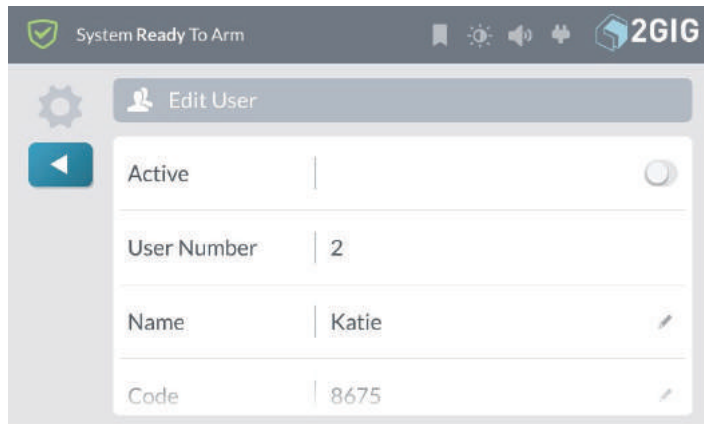 System Ready To Arm
2GIG
Edit User
Active
User Number 2
Name Katie
Code 8675